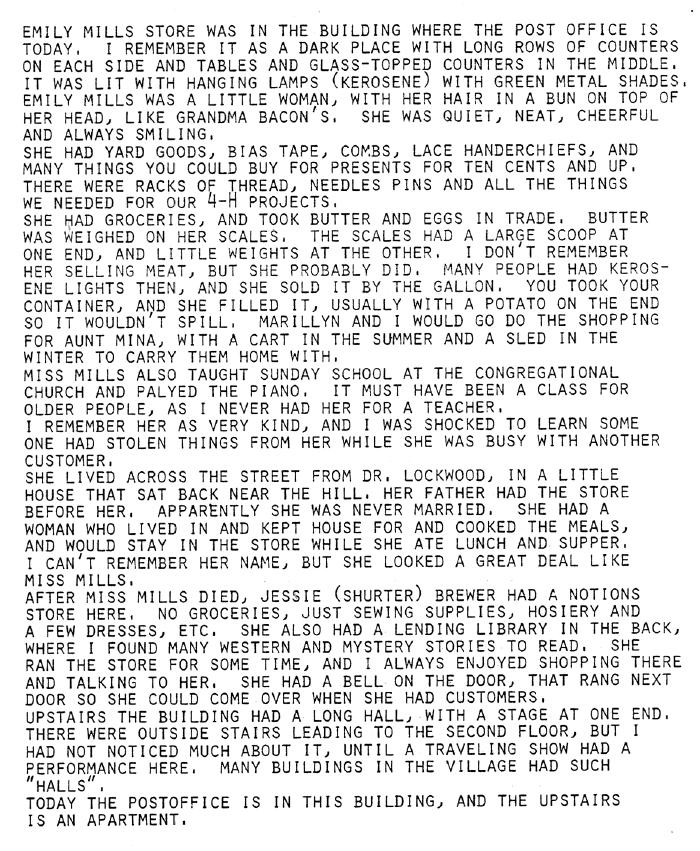 EMILY MILLS STORE WAS IN THE BUILDING WHERE THE POST OFFICE IS
TODAY. I REMEMBER IT AS A DARK PLACE WITH LONG ROWS OF COUNTERS
ON EACH SIDE AND TABLES AND GLASS-TOPPED COUNTERS IN THE MIDDLE.
IT WAS LIT WITH HANGING LAMPS (KEROSENE) WITH GREEN METAL SHADES.
EMILY MILLS WAS A LITTLE WOMAN, WITH HER HAIR IN A BUN ON TOP OF
HER HEAD, LIKE GRANDMA BACON'S. SHE WAS QUIET, NEAT, CHEERFUL
AND ALWAYS SMILING.
SHE HAD YARD GOODS, BIAS TAPE, COMBS, LACE HANDERCHIEFS, AND
MANY THINGS YOU COULD BUY FOR PRESENTS FOR TEN CENTS AND UP.
THERE WERE RACKS OF THREAD, NEEDLES PINS AND ALL THE THINGS
WE NEEDED FOR OUR 4-H PROJECTS.
SHE HAD GROCERIES, AND TOOK BUTTER AND EGGS IN TRADE. BUTTER
WAS WEIGHED ON HER SCALES. THE SCALES HAD A LARGE SCOOP AT
ONE END, AND LITTLE WEIGHTS AT THE OTHER. I DON'T REMEMBER
HER SELLING MEAT, BUT SHE PROBABLY DID. MANY PEOPLE HAD KEROS-
ENE LIGHTS THEN, AND SHE SOLD IT BY THE GALLON. YOU TOOK YOUR
CONTAINER, AND SHE FILLED IT, USUALLY WITH A POTATO ON THE END
SO IT WOULDN'T SPILL. MARILLYN AND I WOULD GO DO THE SHOPPING
FOR AUNT MINA, WITH A CART IN THE SUMMER AND A SLED IN THE
WINTER TO CARRY THEM HOME WITH.
MISS MILLS ALSO TAUGHT SUNDAY SCHOOL AT THE CONGREGATIONAL
CHURCH AND PALYED THE PIANO. IT MUST HAVE BEEN A CLASS FOR
OLDER PEOPLE, AS I NEVER HAD HER FOR A TEACHER.
I REMEMBER HER AS VERY KIND, AND I WAS SHOCKED TO LEARN SOME
ONE HAD STOLEN THINGS FROM HER WHILE SHE WAS BUSY WITH ANOTHER
CUSTOMER.
SHE LIVED ACROSS THE STREET FROM DR. LOCKWOOD, IN A LITTLE
HOUSE THAT SAT BACK NEAR THE HILL. HER FATHER HAD THE STORE
BEFORE HER. APPARENTLY SHE WAS NEVER MARRIED. SHE HAD A
WOMAN WHO LIVED IN AND KEPT HOUSE FOR AND COOKED THE MEALS,
AND WOULD STAY IN THE STORE WHILE SHE ATE LUNCH AND SUPPER.
I CAN'T REMEMBER HER NAME, BUT SHE LOOKED A GREAT DEAL LIKE
MISS MILLS.
AFTER MISS MILLS DIED, JESSIE (SHURTER) BREWER HAD A NOTIONS
STORE HERE. NO GROCERIES, JUST SEWING SUPPLIES, HOSIERY AND
A FEW DRESSES, ETC. SHE ALSO HAD A LENDING LIBRARY IN THE BACK,
WHERE I FOUND MANY WESTERN AND MYSTERY STORIES TO READ. SHE
RAN THE STORE FOR SOME TIME, AND I ALWAYS ENJOYED SHOPPING THERE
AND TALKING TO HER. SHE HAD A BELL ON THE DOOR, THAT RANG NEXT
DOOR SO SHE COULD COME OVER WHEN SHE HAD CUSTOMERS.
UPSTAIRS THE BUILDING HAD A LONG HALL, WITH A STAGE AT ONE END.
THERE WERE OUTSIDE STAIRS LEADING TO THE SECOND FLOOR, BUT I
HAD NOT NOTICED MUCH ABOUT IT, UNTIL A TRAVELING SHOW HAD A
PERFORMANCE HERE. MANY BUILDINGS IN THE VILLAGE HAD SUCH
"HALLS".
TODAY THE POSTOFFICE IS IN THIS BUILDING, AND THE UPSTAIRS
IS AN APARTMENT.